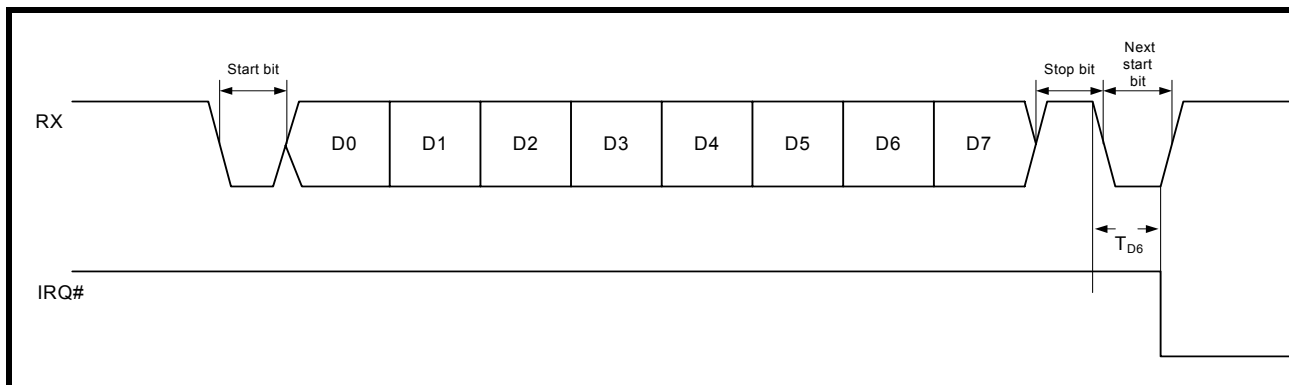 Start bit
Stop bit
Next
start
bit
RX
D0
D1
D2
D3
D4
D5
D6
D7
TD6
IRQ#